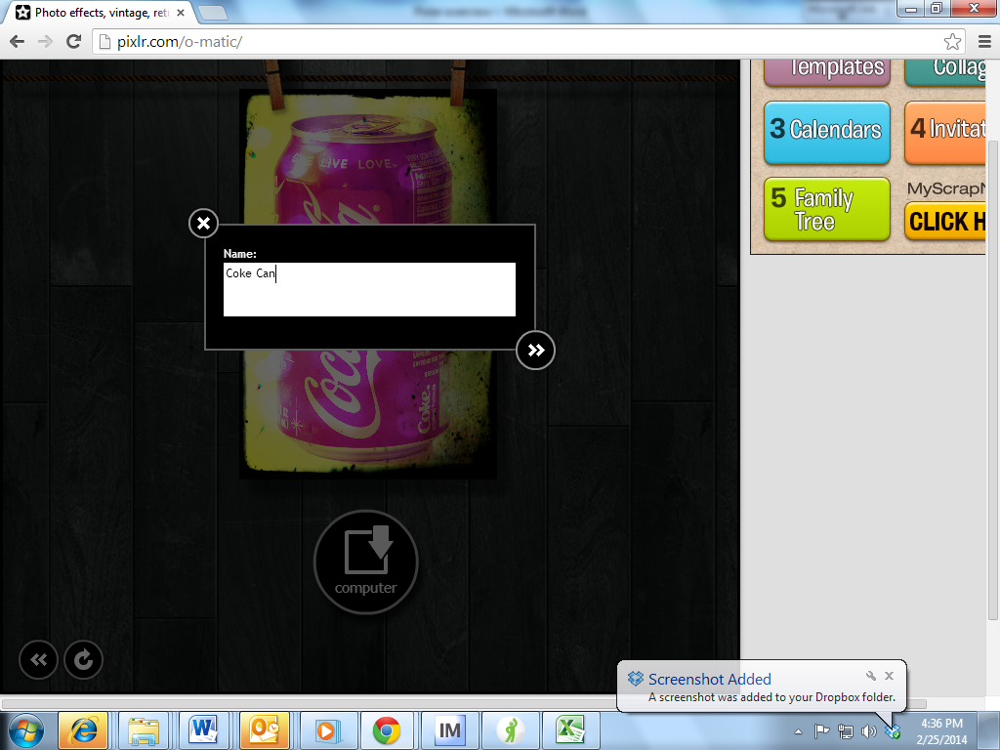 Photo effects, vintage, ret
pixlr.com/o-matic/
Templates
Collag
3 Calendars
4 Invitat
5 Family
Tree
MyScrapN
CLICK H
LIVE LOVE
Name:
Coke Can
Coca
Coke
computer
Screenshot Added
A screenshot was added to your Dropbox folder.
IM
4:36 PM
2/25/2014